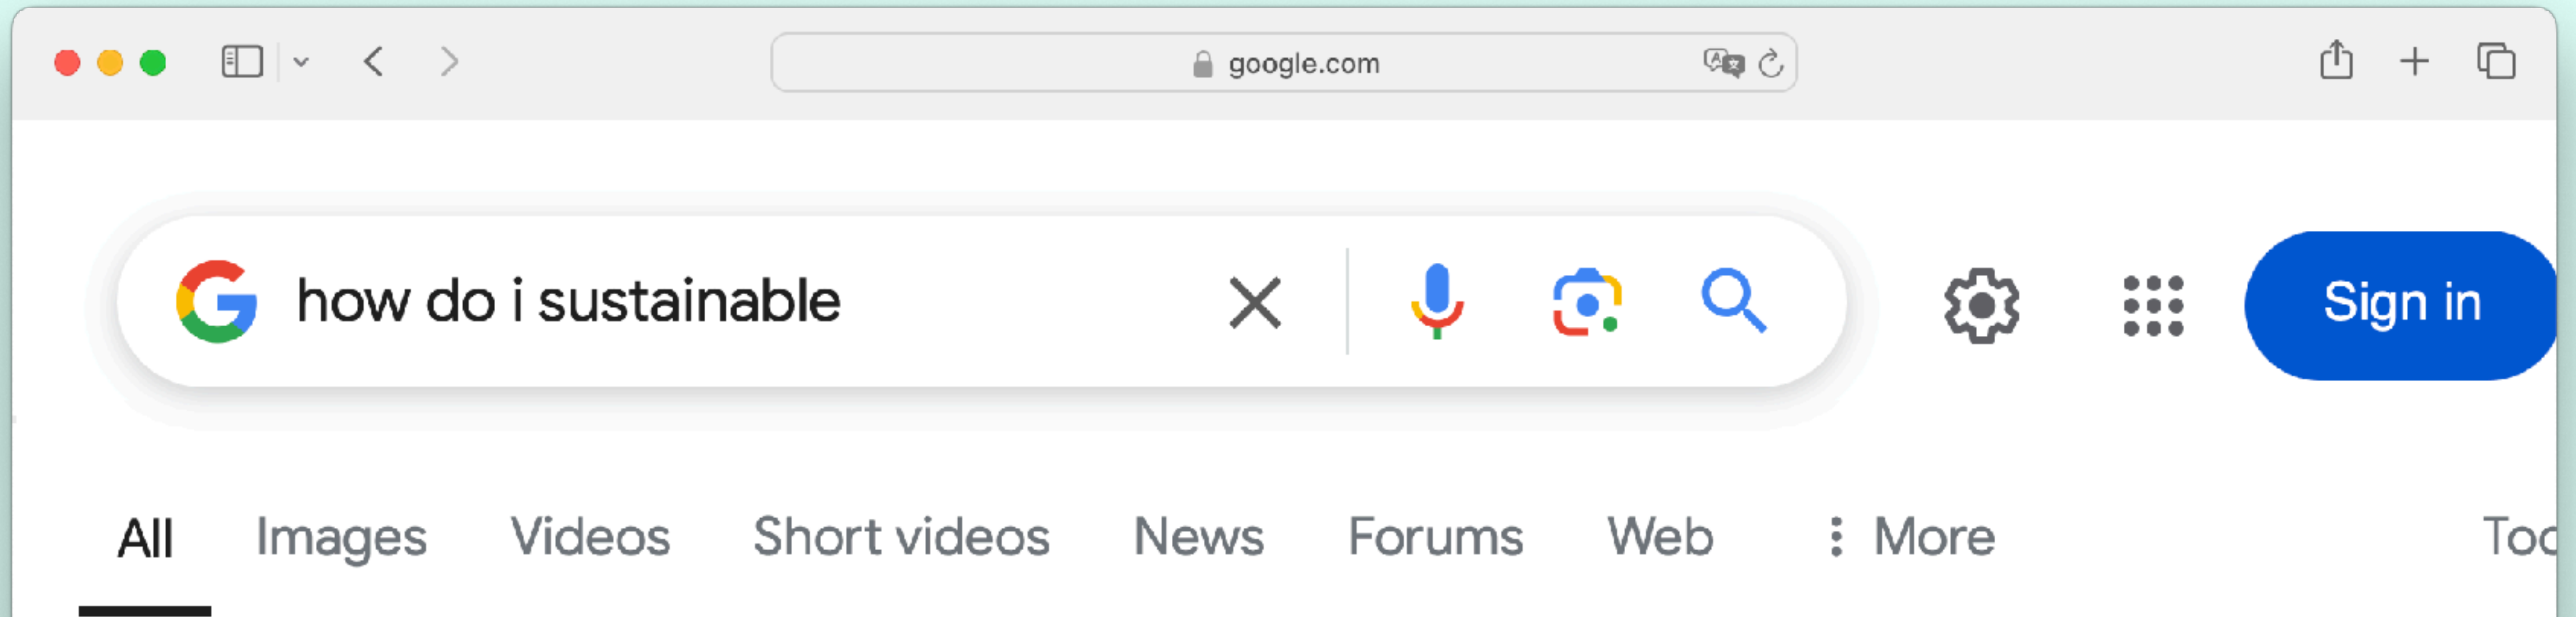 google.com
how do i sustainable
Sign in
All Images Videos Short videos News Forums Web More